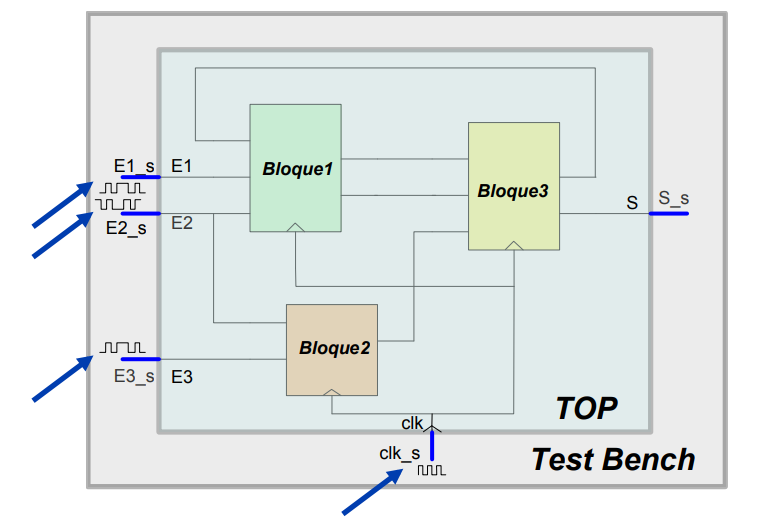 E1_s E1
Bloque1
Bloque3
E2_s E2
S S_s
Bloque2
E3_s E3
TOP
clk
clk_s
Test Bench